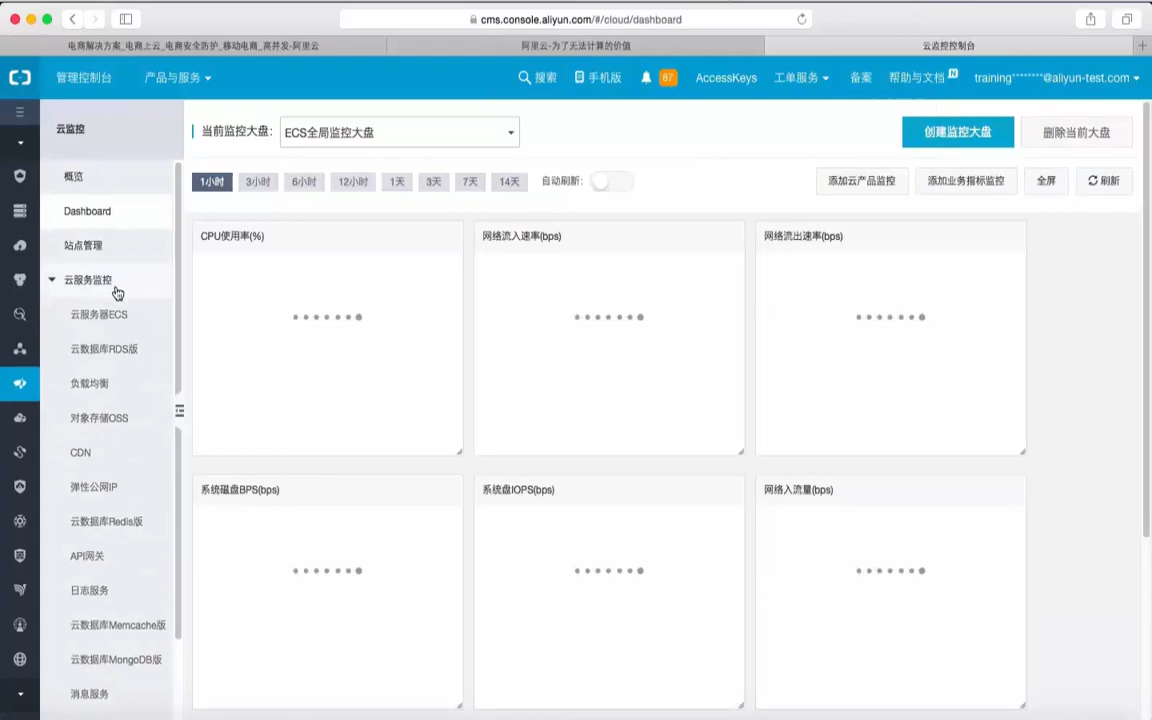 cms.console.aliyun.com/#/cloud/dashboard
电商解决方案_电商上云_电商安全防护_移动电商_高并发-阿里云
阿里云-为了无法计算的价值
云监控控制台
管理控制台
产品与服务
搜索
手机版
87
AccessKeys
工单服务
备案
帮助与文档
N
training********@aliyun-test.com
云监控
概览
Dashboard
站点管理
云服务监控
云服务器ECS
云数据库RDS版
负载均衡
对象存储OSS
CDN
弹性公网IP
云数据库Redis版
API网关
日志服务
云数据库Memcache版
云数据库MongoDB版
消息服务
当前监控大盘:
ECS全局监控大盘
创建监控大盘
删除当前大盘
1小时
3小时
6小时
12小时
1天
3天
7天
14天
自动刷新:
添加云产品监控
添加业务指标监控
全屏
刷新
CPU使用率(%)
网络流入速率(bps)
网络流出速率(bps)
系统磁盘BPS(bps)
系统盘IOPS(bps)
网络入流量(bps)